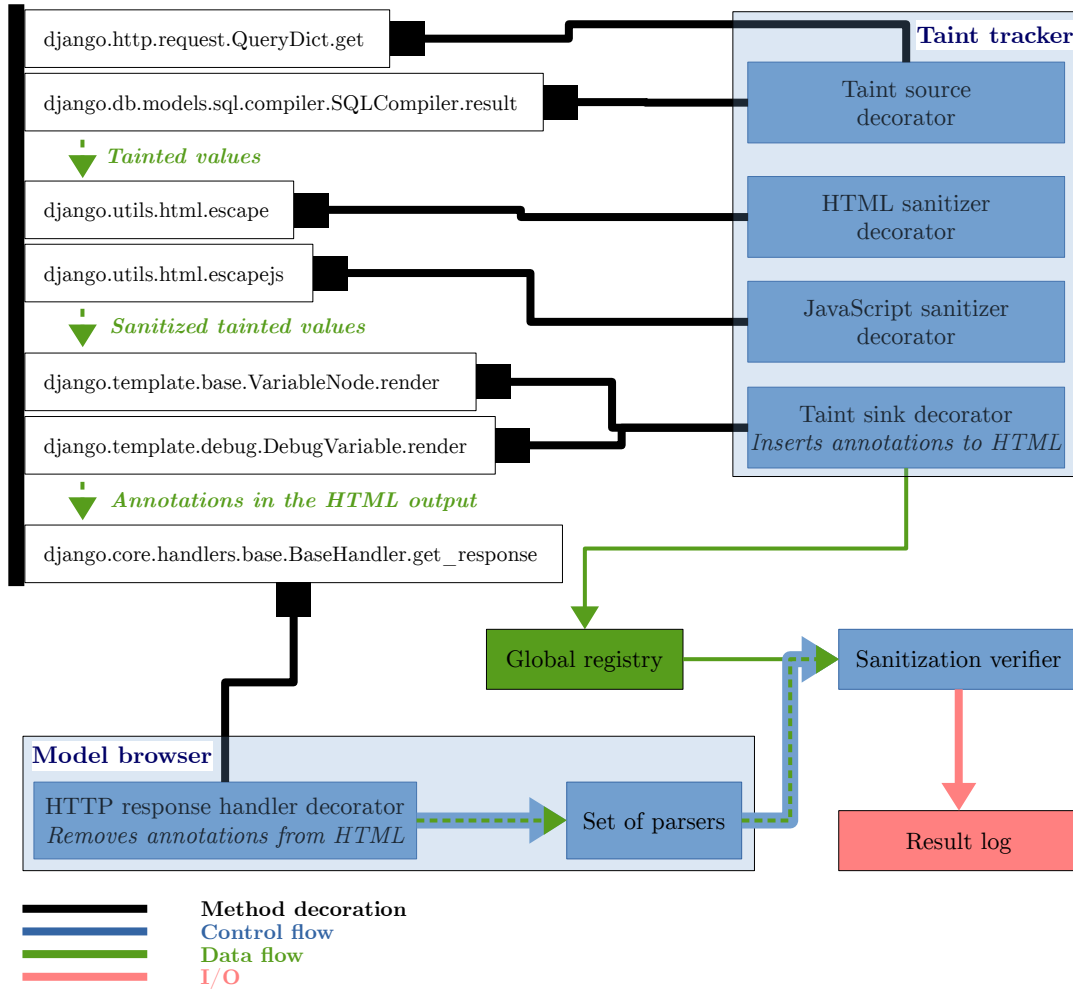 django.http.request.QueryDict.get
Taint tracker
django.db.models.sql.compiler.SQLCompiler.result
Taint source
decorator
Tainted values
django.utils.html.escape
HTML sanitizer
decorator
django.utils.html.escapejs
Sanitized tainted values
JavaScript sanitizer
decorator
django.template.base.VariableNode.render
django.template.debug.DebugVariable.render
Taint sink decorator
Inserts annotations to HTML
Annotations in the HTML output
django.core.handlers.base.BaseHandler.get_response
Global registry
Sanitization verifier
Model browser
HTTP response handler decorator
Removes annotations from HTML
Set of parsers
Result log
Method decoration
Control flow
Data flow
I/O